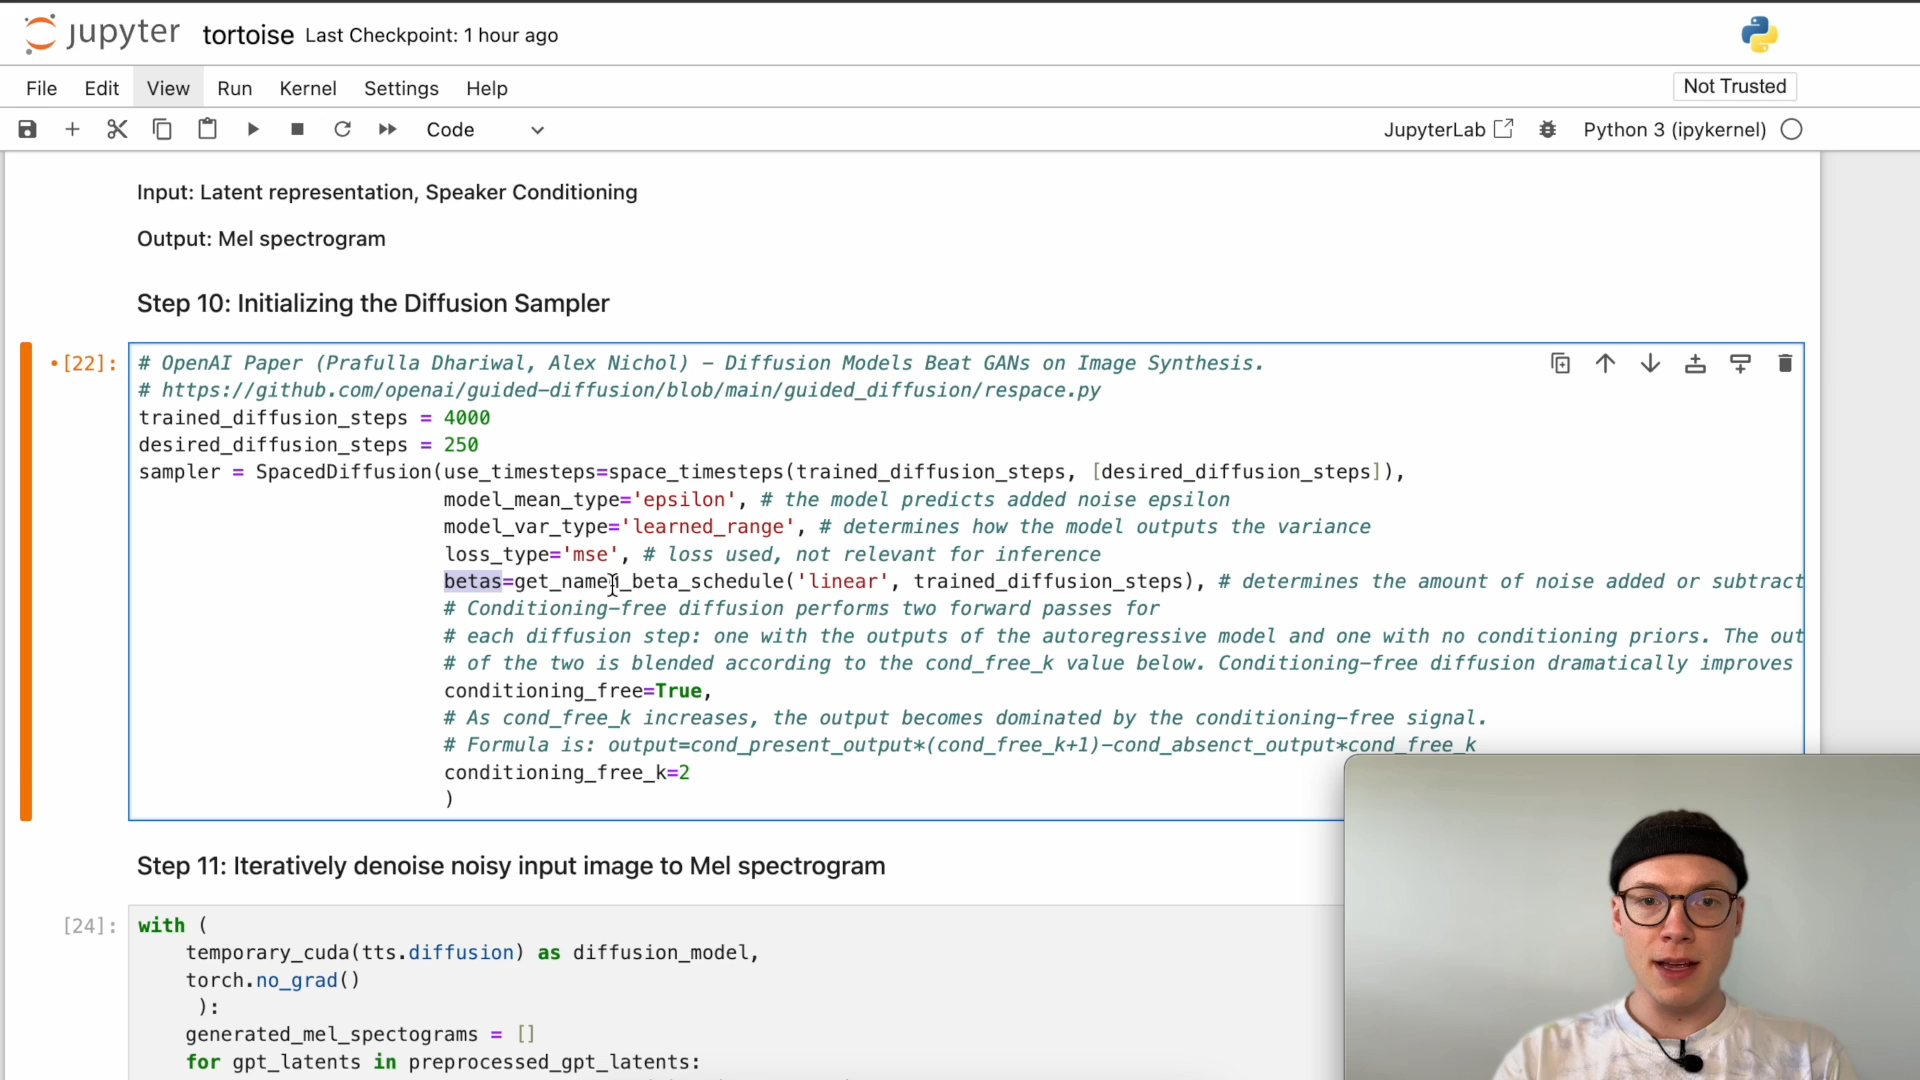 jupyter tortoise Last Checkpoint: 1 hour ago
File Edit View Run Kernel Settings Help Not Trusted
Code JupyterLab Python 3 (ipykernel)
Input: Latent representation, Speaker Conditioning
Output: Mel spectrogram
Step 10: Initializing the Diffusion Sampler
[22]:
# OpenAI Paper (Prafulla Dhariwal, Alex Nichol) – Diffusion Models Beat GANs on Image Synthesis.
# https://github.com/openai/guided-diffusion/blob/main/guided_diffusion/respace.py
trained_diffusion_steps = 4000
desired_diffusion_steps = 250
sampler = SpacedDiffusion(use_timesteps=space_timesteps(trained_diffusion_steps, [desired_diffusion_steps]),
model_mean_type='epsilon', # the model predicts added noise epsilon
model_var_type='learned_range', # determines how the model outputs the variance
loss_type='mse', # loss used, not relevant for inference
betas=get_named_beta_schedule('linear', trained_diffusion_steps), # determines the amount of noise added or subtract
# Conditioning-free diffusion performs two forward passes for
# each diffusion step: one with the outputs of the autoregressive model and one with no conditioning priors. The out
# of the two is blended according to the cond_free_k value below. Conditioning-free diffusion dramatically improves
conditioning_free=True,
# As cond_free_k increases, the output becomes dominated by the conditioning-free signal.
# Formula is: output=cond_present_output*(cond_free_k+1)-cond_absenct_output*cond_free_k
conditioning_free_k=2
)
Step 11: Iteratively denoise noisy input image to Mel spectrogram
[24]:
with (
temporary_cuda(tts.diffusion) as diffusion_model,
torch.no_grad()
):
generated_mel_spectograms = []
for gpt_latents in preprocessed_gpt_latents: